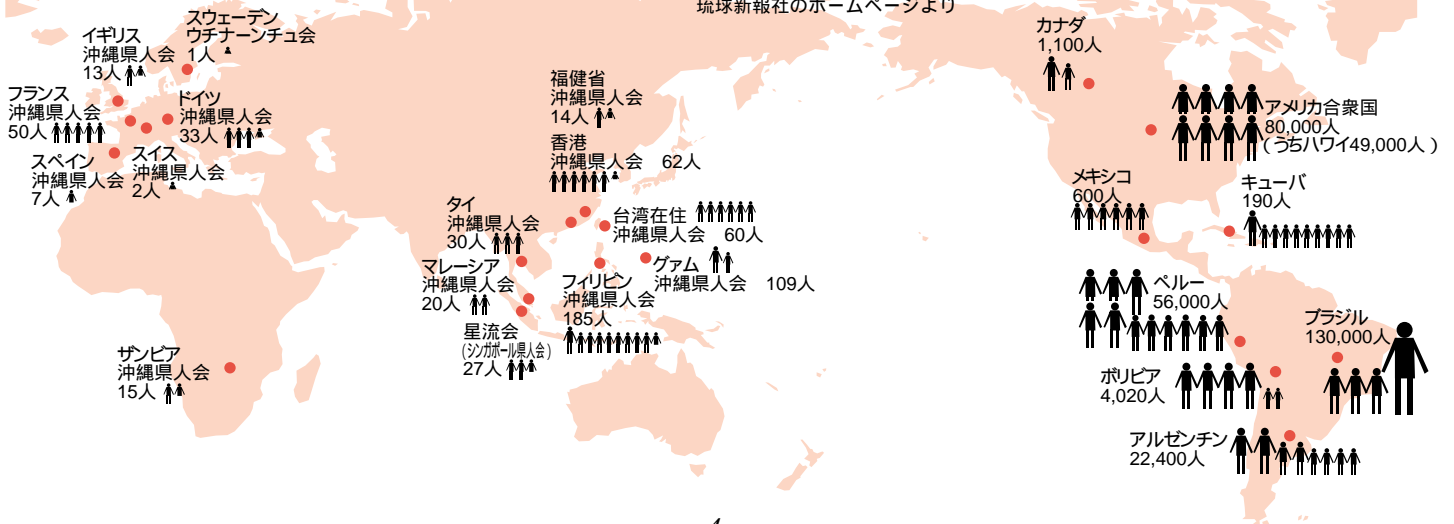 琉球新報社のホームページより
スウェーデン
ウチナーンチュ会
1人
イギリス
沖縄県人会
13人
フランス
沖縄県人会
50人
ドイツ
沖縄県人会
33人
スペイン
沖縄県人会
7人
スイス
沖縄県人会
2人
ザンビア
沖縄県人会
15人
福健省
沖縄県人会
14人
香港
沖縄県人会 62人
タイ
沖縄県人会
30人
台湾在住
沖縄県人会 60人
マレーシア
沖縄県人会
20人
フィリピン
沖縄県人会
185人
グァム
沖縄県人会 109人
星流会
(シンガポール県人会)
27人
カナダ
1,100人
アメリカ合衆国
80,000人
(うちハワイ49,000人)
メキシコ
600人
キューバ
190人
ペルー
56,000人
ブラジル
130,000人
ボリビア
4,020人
アルゼンチン
22,400人